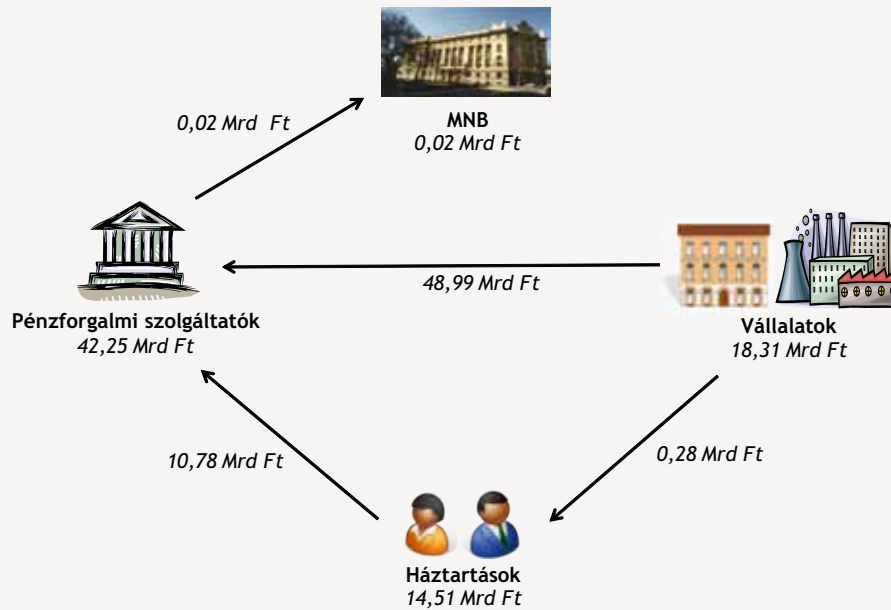 0,02 Mrd Ft
MNB
0,02 Mrd Ft
48,99 Mrd Ft
Pénzforgalmi szolgáltatók
42,25 Mrd Ft
Vállalatok
18,31 Mrd Ft
10,78 Mrd Ft
0,28 Mrd Ft
Háztartások
14,51 Mrd Ft